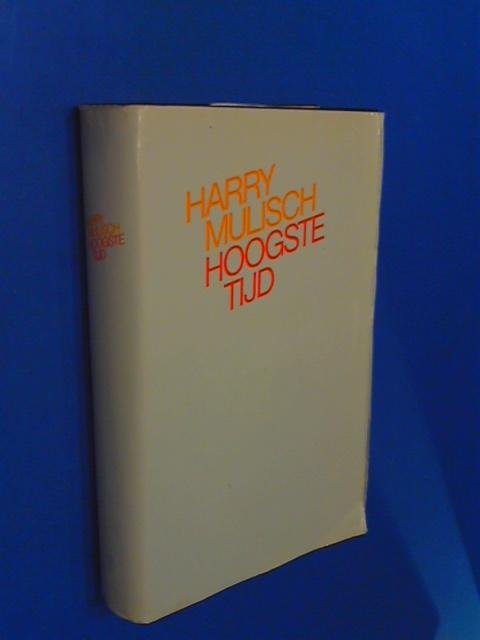 HARRY
MULISCH
HOOGSTE
TIJD
HARRY
MULISCH
HOOGSTE
TIJD